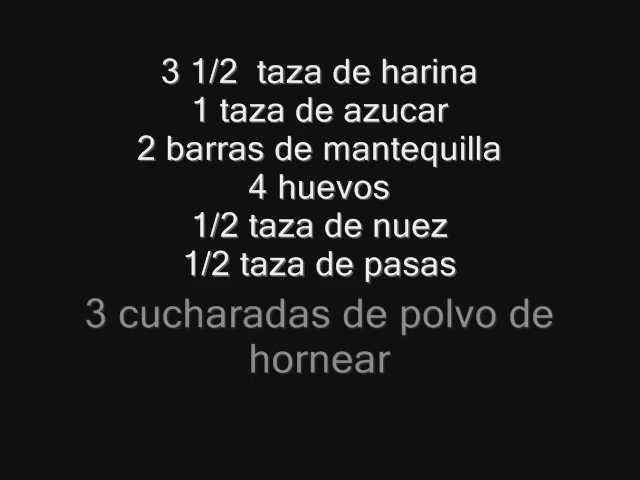 3 1/2  taza de harina
1 taza de azucar
2 barras de mantequilla
4 huevos
1/2 taza de nuez
1/2 taza de pasas
3 cucharadas de polvo de
hornear